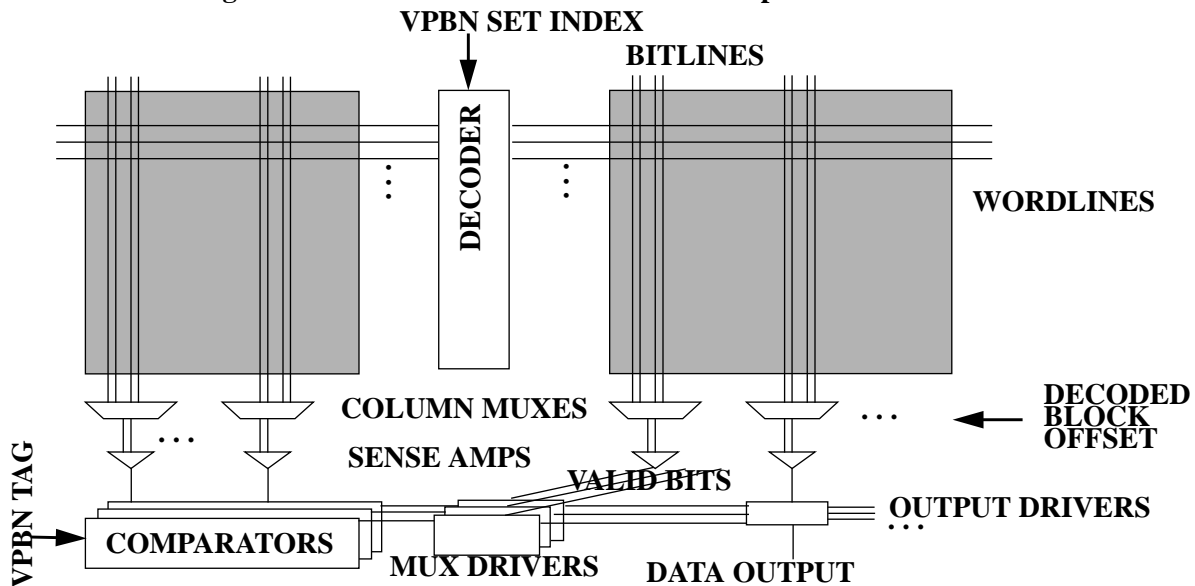 VPBN SET INDEX
BITLINES
DECODER
WORDLINES
COLUMN MUXES
DECODED
BLOCK
OFFSET
SENSE AMPS
VALID BITS
VPBN TAG
COMPARATORS
MUX DRIVERS
OUTPUT DRIVERS
DATA OUTPUT